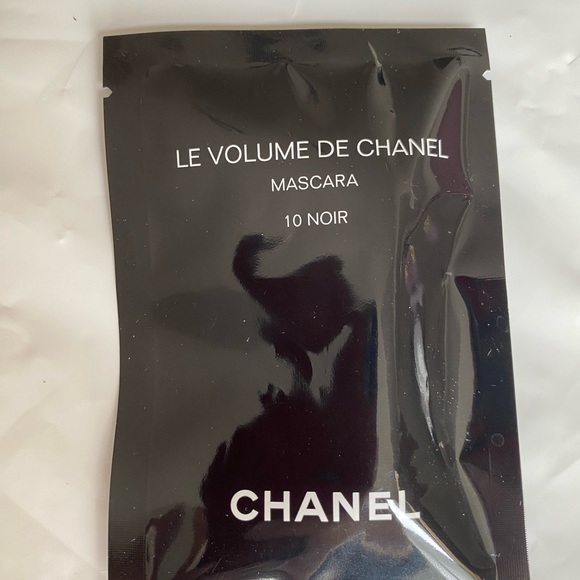 LE VOLUME DE CHANEL
MASCARA
10 NOIR
CHANEL